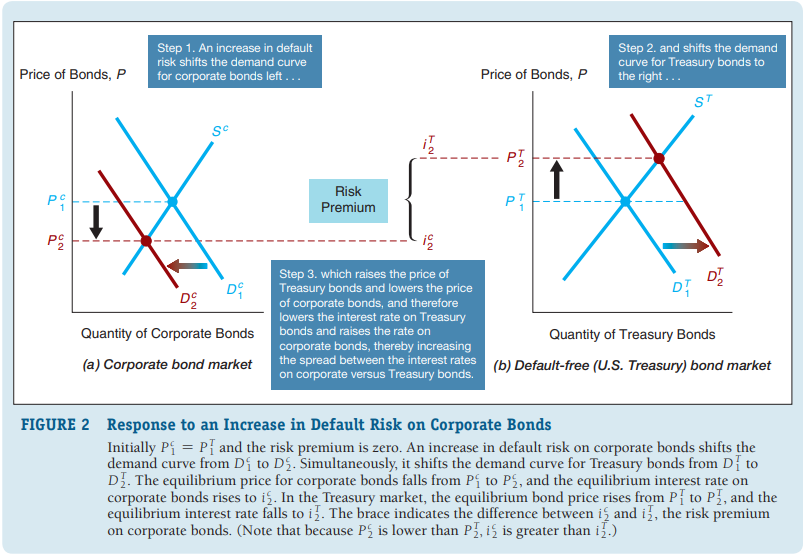 Step 1. An increase in default
risk shifts the demand curve
for corporate bonds left . . .
Step 2. and shifts the demand
curve for Treasury bonds to
the right . . .
Price of Bonds, P
Price of Bonds, P
S^c
S^T
i_2^T
P_2^T
Risk
Premium
P_1^c
P_1^T
P_2^c
i_2^c
Step 3. which raises the price of
Treasury bonds and lowers the price
of corporate bonds, and therefore
lowers the interest rate on Treasury
bonds and raises the rate on
corporate bonds, thereby increasing
the spread between the interest rates
on corporate versus Treasury bonds.
D_2^c
D_1^c
D_1^T
D_2^T
Quantity of Corporate Bonds
Quantity of Treasury Bonds
(a) Corporate bond market
(b) Default-free (U.S. Treasury) bond market
FIGURE 2 Response to an Increase in Default Risk on Corporate Bonds
Initially P_1^c = P_1^T and the risk premium is zero. An increase in default risk on corporate bonds shifts the
demand curve from D_1^c to D_2^c. Simultaneously, it shifts the demand curve for Treasury bonds from D_1^T to
D_2^T. The equilibrium price for corporate bonds falls from P_1^c to P_2^c, and the equilibrium interest rate on
corporate bonds rises to i_2^c. In the Treasury market, the equilibrium bond price rises from P_1^T to P_2^T, and the
equilibrium interest rate falls to i_2^T. The brace indicates the difference between i_2^c and i_2^T, the risk premium
on corporate bonds. (Note that because P_2^c is lower than P_2^T, i_2^c is greater than i_2^T.)